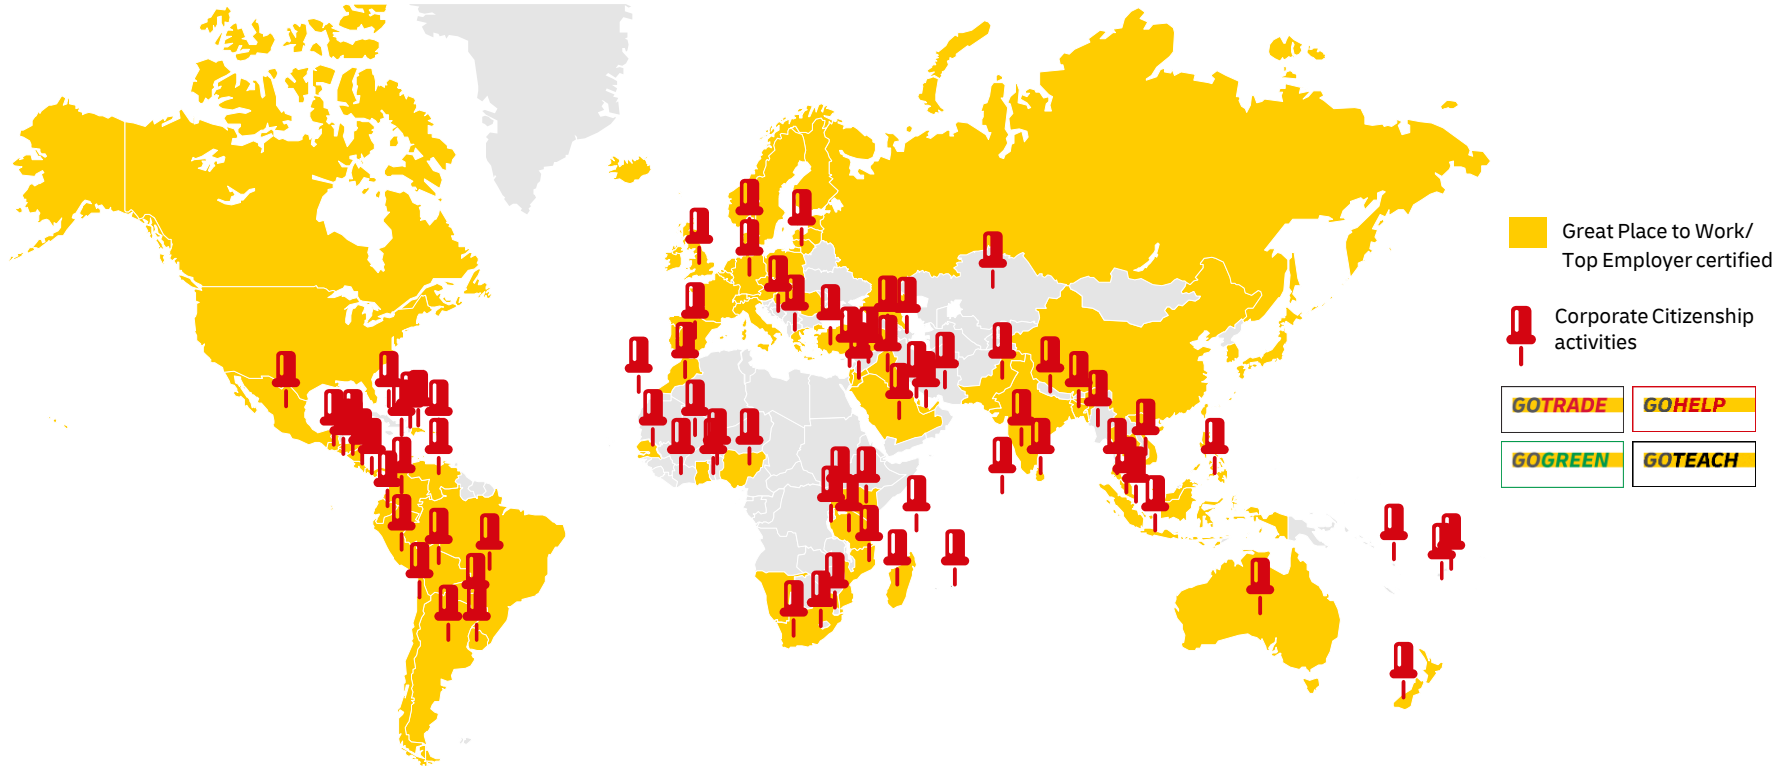 Great Place to Work/
Top Employer certified
Corporate Citizenship
activities
GOTRADE
GOHELP
GOGREEN
GOTEACH